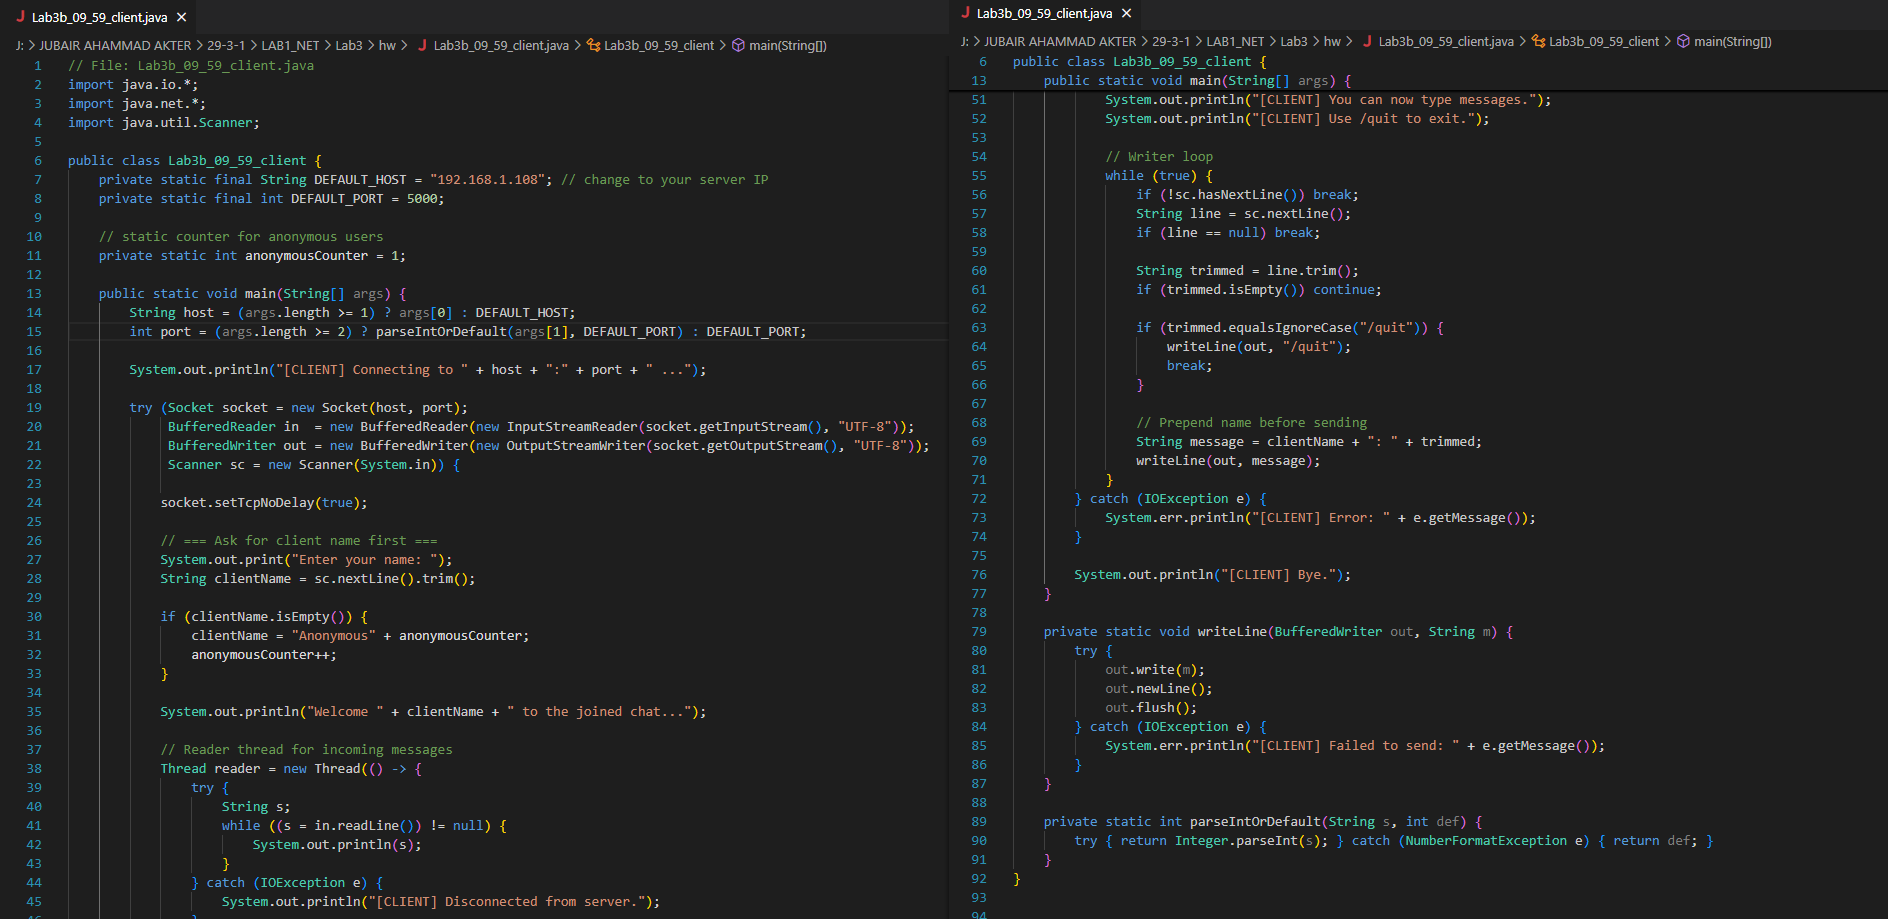 Lab3b_09_59_client.java ×
J: > JUBAIR AHAMMAD AKTER > 29-3-1 > LAB1_NET > Lab3 > hw > J Lab3b_09_59_client.java > Lab3b_09_59_client > main(String[])
1 // File: Lab3b_09_59_client.java
2 import java.io.*;
3 import java.net.*;
4 import java.util.Scanner;
5
6 public class Lab3b_09_59_client {
7 private static final String DEFAULT_HOST = "192.168.1.108"; // change to your server IP
8 private static final int DEFAULT_PORT = 5000;
9
10 // static counter for anonymous users
11 private static int anonymousCounter = 1;
12
13 public static void main(String[] args) {
14 String host = (args.length >= 1) ? args[0] : DEFAULT_HOST;
15 int port = (args.length >= 2) ? parseIntOrDefault(args[1], DEFAULT_PORT) : DEFAULT_PORT;
16
17 System.out.println("[CLIENT] Connecting to " + host + ":" + port + " ...");
18
19 try (Socket socket = new Socket(host, port);
20 BufferedReader in  = new BufferedReader(new InputStreamReader(socket.getInputStream(), "UTF-8"));
21 BufferedWriter out = new BufferedWriter(new OutputStreamWriter(socket.getOutputStream(), "UTF-8"));
22 Scanner sc = new Scanner(System.in)) {
23
24 socket.setTcpNoDelay(true);
25
26 // === Ask for client name first ===
27 System.out.print("Enter your name: ");
28 String clientName = sc.nextLine().trim();
29
30 if (clientName.isEmpty()) {
31 clientName = "Anonymous" + anonymousCounter;
32 anonymousCounter++;
33 }
34
35 System.out.println("Welcome " + clientName + " to the joined chat...");
36
37 // Reader thread for incoming messages
38 Thread reader = new Thread(() -> {
39 try {
40 String s;
41 while ((s = in.readLine()) != null) {
42 System.out.println(s);
43 }
44 } catch (IOException e) {
45 System.out.println("[CLIENT] Disconnected from server.");
J Lab3b_09_59_client.java ×
J: > JUBAIR AHAMMAD AKTER > 29-3-1 > LAB1_NET > Lab3 > hw > J Lab3b_09_59_client.java > Lab3b_09_59_client > main(String[])
6 public class Lab3b_09_59_client {
13 public static void main(String[] args) {
51 System.out.println("[CLIENT] You can now type messages.");
52 System.out.println("[CLIENT] Use /quit to exit.");
53
54 // Writer loop
55 while (true) {
56 if (!sc.hasNextLine()) break;
57 String line = sc.nextLine();
58 if (line == null) break;
59
60 String trimmed = line.trim();
61 if (trimmed.isEmpty()) continue;
62
63 if (trimmed.equalsIgnoreCase("/quit")) {
64 writeLine(out, "/quit");
65 break;
66 }
67
68 // Prepend name before sending
69 String message = clientName + ": " + trimmed;
70 writeLine(out, message);
71 }
72 } catch (IOException e) {
73 System.err.println("[CLIENT] Error: " + e.getMessage());
74 }
75
76 System.out.println("[CLIENT] Bye.");
77 }
78
79 private static void writeLine(BufferedWriter out, String m) {
80 try {
81 out.write(m);
82 out.newLine();
83 out.flush();
84 } catch (IOException e) {
85 System.err.println("[CLIENT] Failed to send: " + e.getMessage());
86 }
87 }
88
89 private static int parseIntOrDefault(String s, int def) {
90 try { return Integer.parseInt(s); } catch (NumberFormatException e) { return def; }
91 }
92 }
93
94